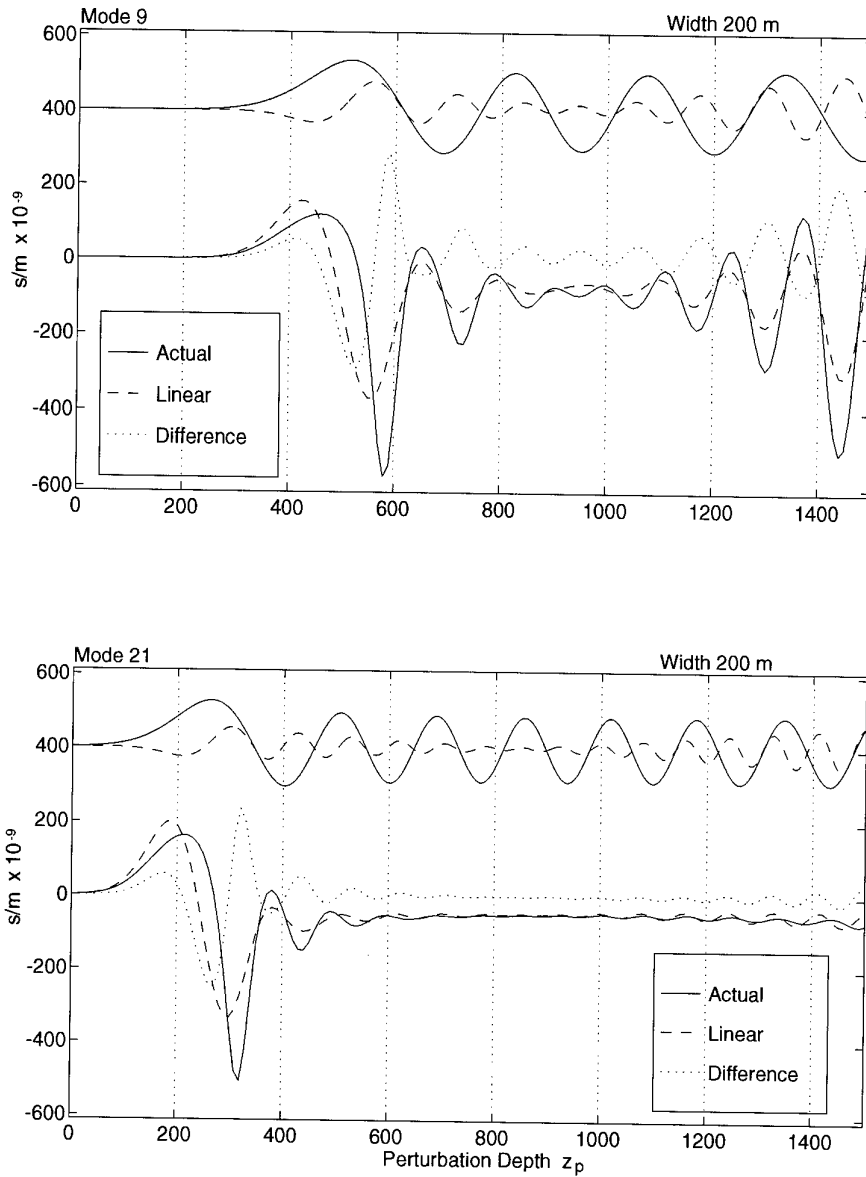 Mode 9 Width 200 m
600
400
200
0
-200
-400
-600
s/m x 10⁻⁹
Actual
Linear
Difference
0 200 400 600 800 1000 1200 1400
Mode 21 Width 200 m
600
400
200
0
-200
-400
-600
s/m x 10⁻⁹
Actual
Linear
Difference
0 200 400 600 800 1000 1200 1400
Perturbation Depth zₚ